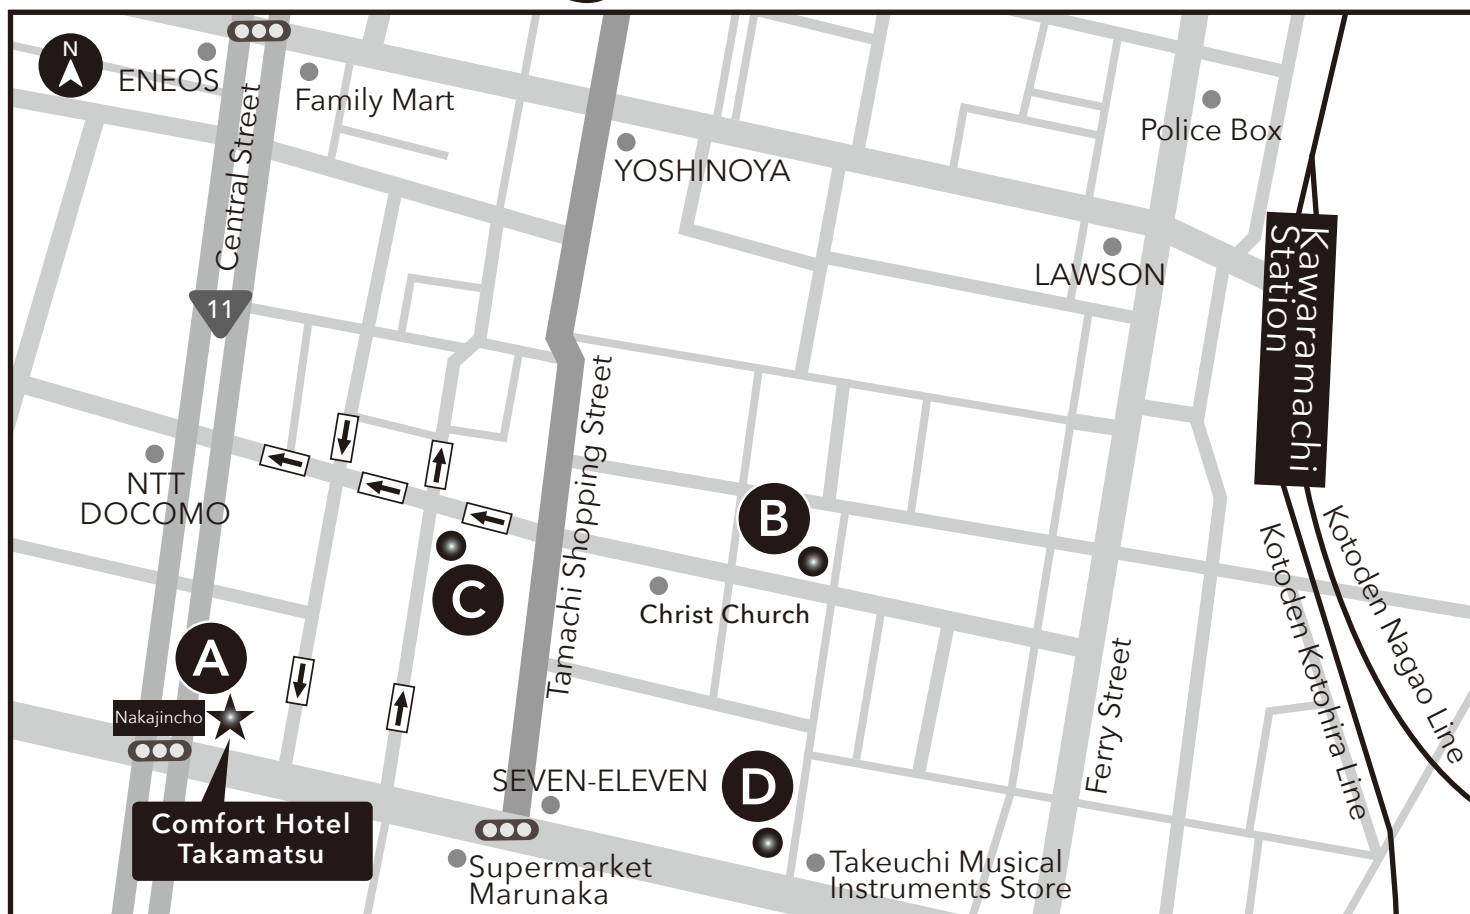 N
ENEOS
Family Mart
Central Street
11
YOSHINOYA
Police Box
LAWSON
Kawaramachi
Station
Tamachi Shopping Street
NTT
DOCOMO
B
C
Christ Church
A
Nakajincho
Comfort Hotel
Takamatsu
SEVEN-ELEVEN
D
Supermarket
Marunaka
Takeuchi Musical
Instruments Store
Ferry Street
Kotoden Kotohira Line
Kotoden Nagao Line